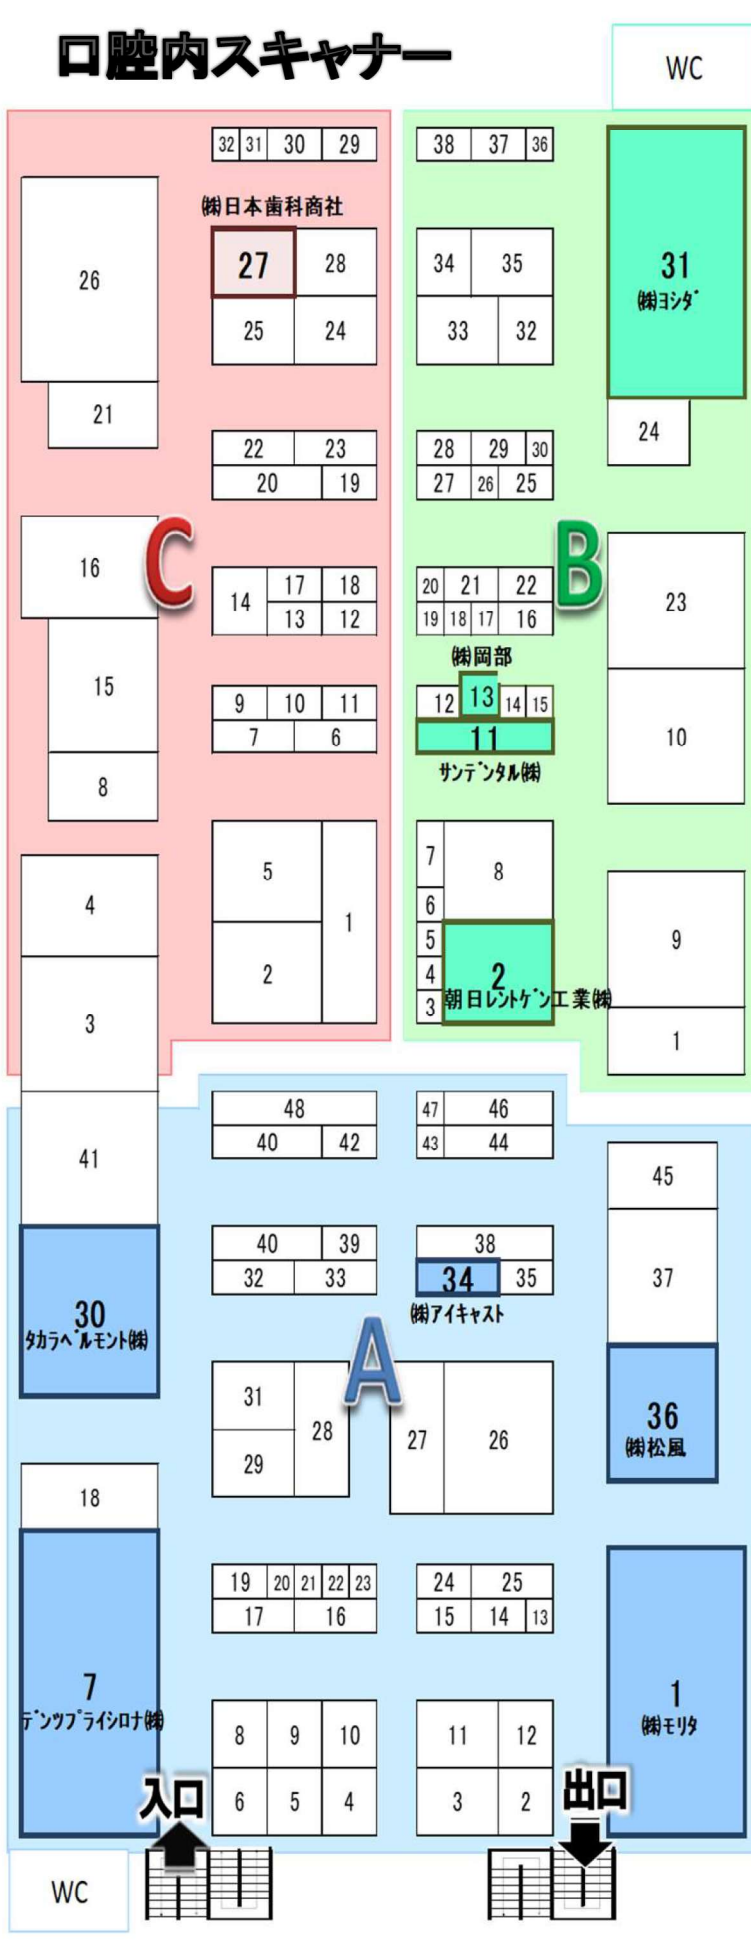 口腔内スキャナー
WC
32 31 30 29
38 37 36
㈱日本歯科商社
26
27 28
34 35
31
㈱ヨシダ
25 24
33 32
21
24
22 23
28 29 30
20 19
27 26 25
C
B
16
14 17 18
20 21 22
23
13 12
19 18 17 16
㈱岡部
15
9 10 11
12 13 14 15
7 6
11
10
サンデンタル㈱
8
5
1
7
8
6
4
9
2
5
4
2
3
朝日レントゲン工業㈱
3
1
48
47 46
40 42
43 44
41
45
40 39
38
32 33
34 35
37
㈱アイキャスト
30
タカラベルモント㈱
A
31
28
27
26
36
㈱松風
29
18
19 20 21 22 23
24 25
17 16
15 14 13
7
デンツプライシロナ㈱
1
㈱モリタ
8 9 10
11 12
入口
出口
6 5 4
3 2
WC